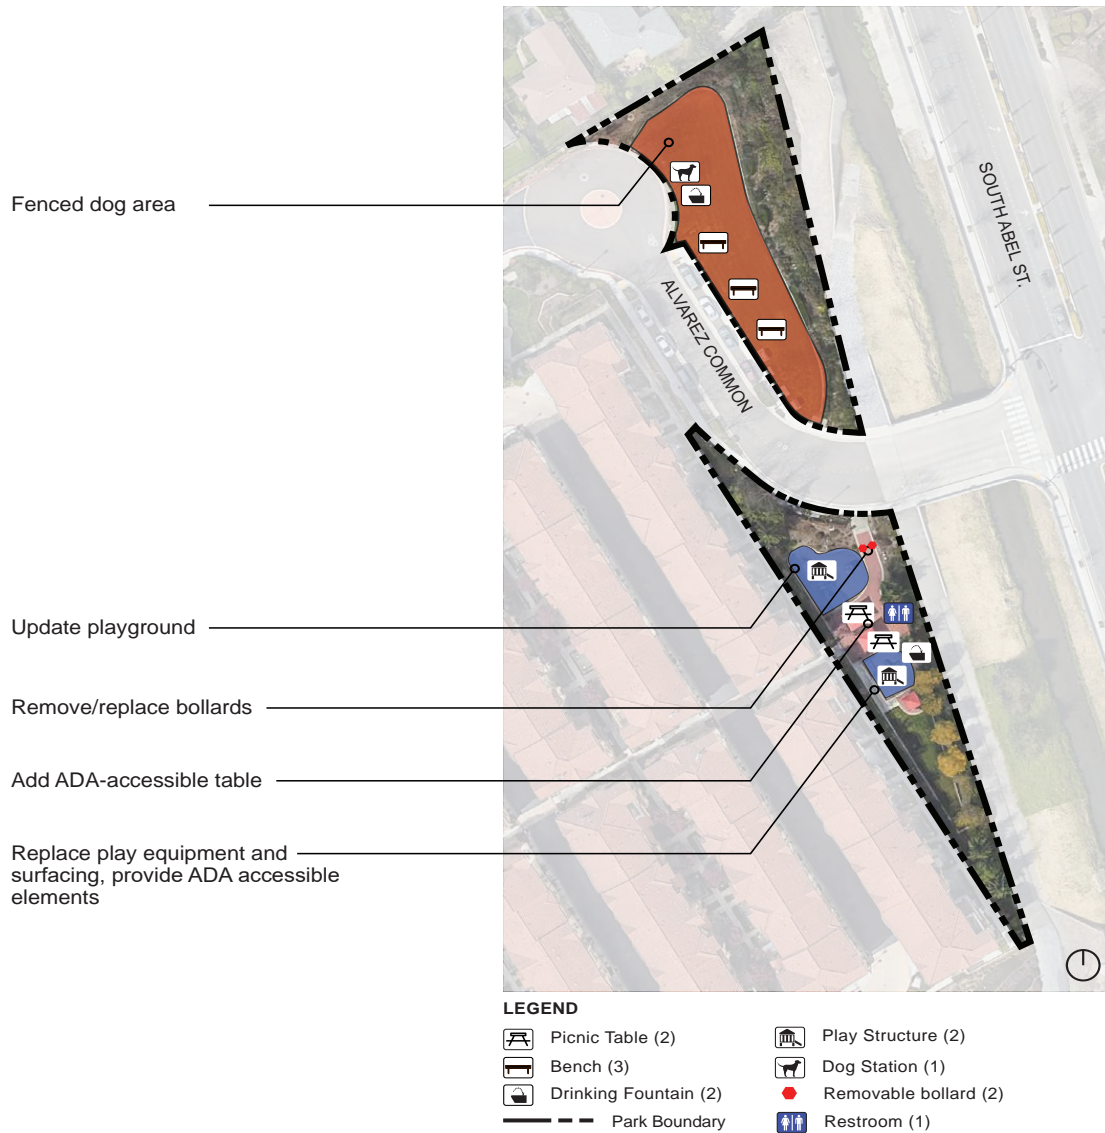 Fenced dog area
SOUTH ABEL ST.
ALVAREZ COMMON
Update playground
Remove/replace bollards
Add ADA-accessible table
Replace play equipment and
surfacing, provide ADA accessible
elements
LEGEND
Picnic Table (2)
Bench (3)
Drinking Fountain (2)
Park Boundary
Play Structure (2)
Dog Station (1)
Removable bollard (2)
Restroom (1)